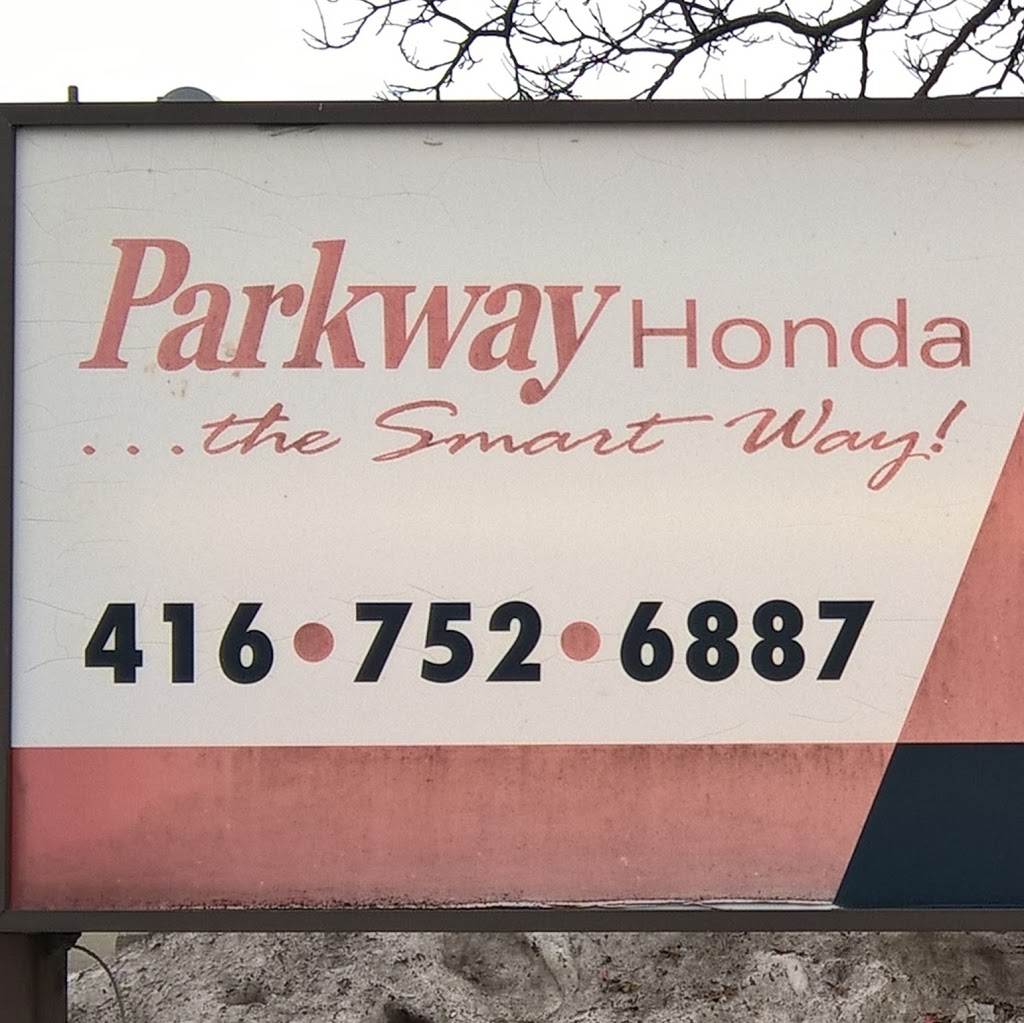 Parkway Honda
...the Smart Way!
416•752•6887